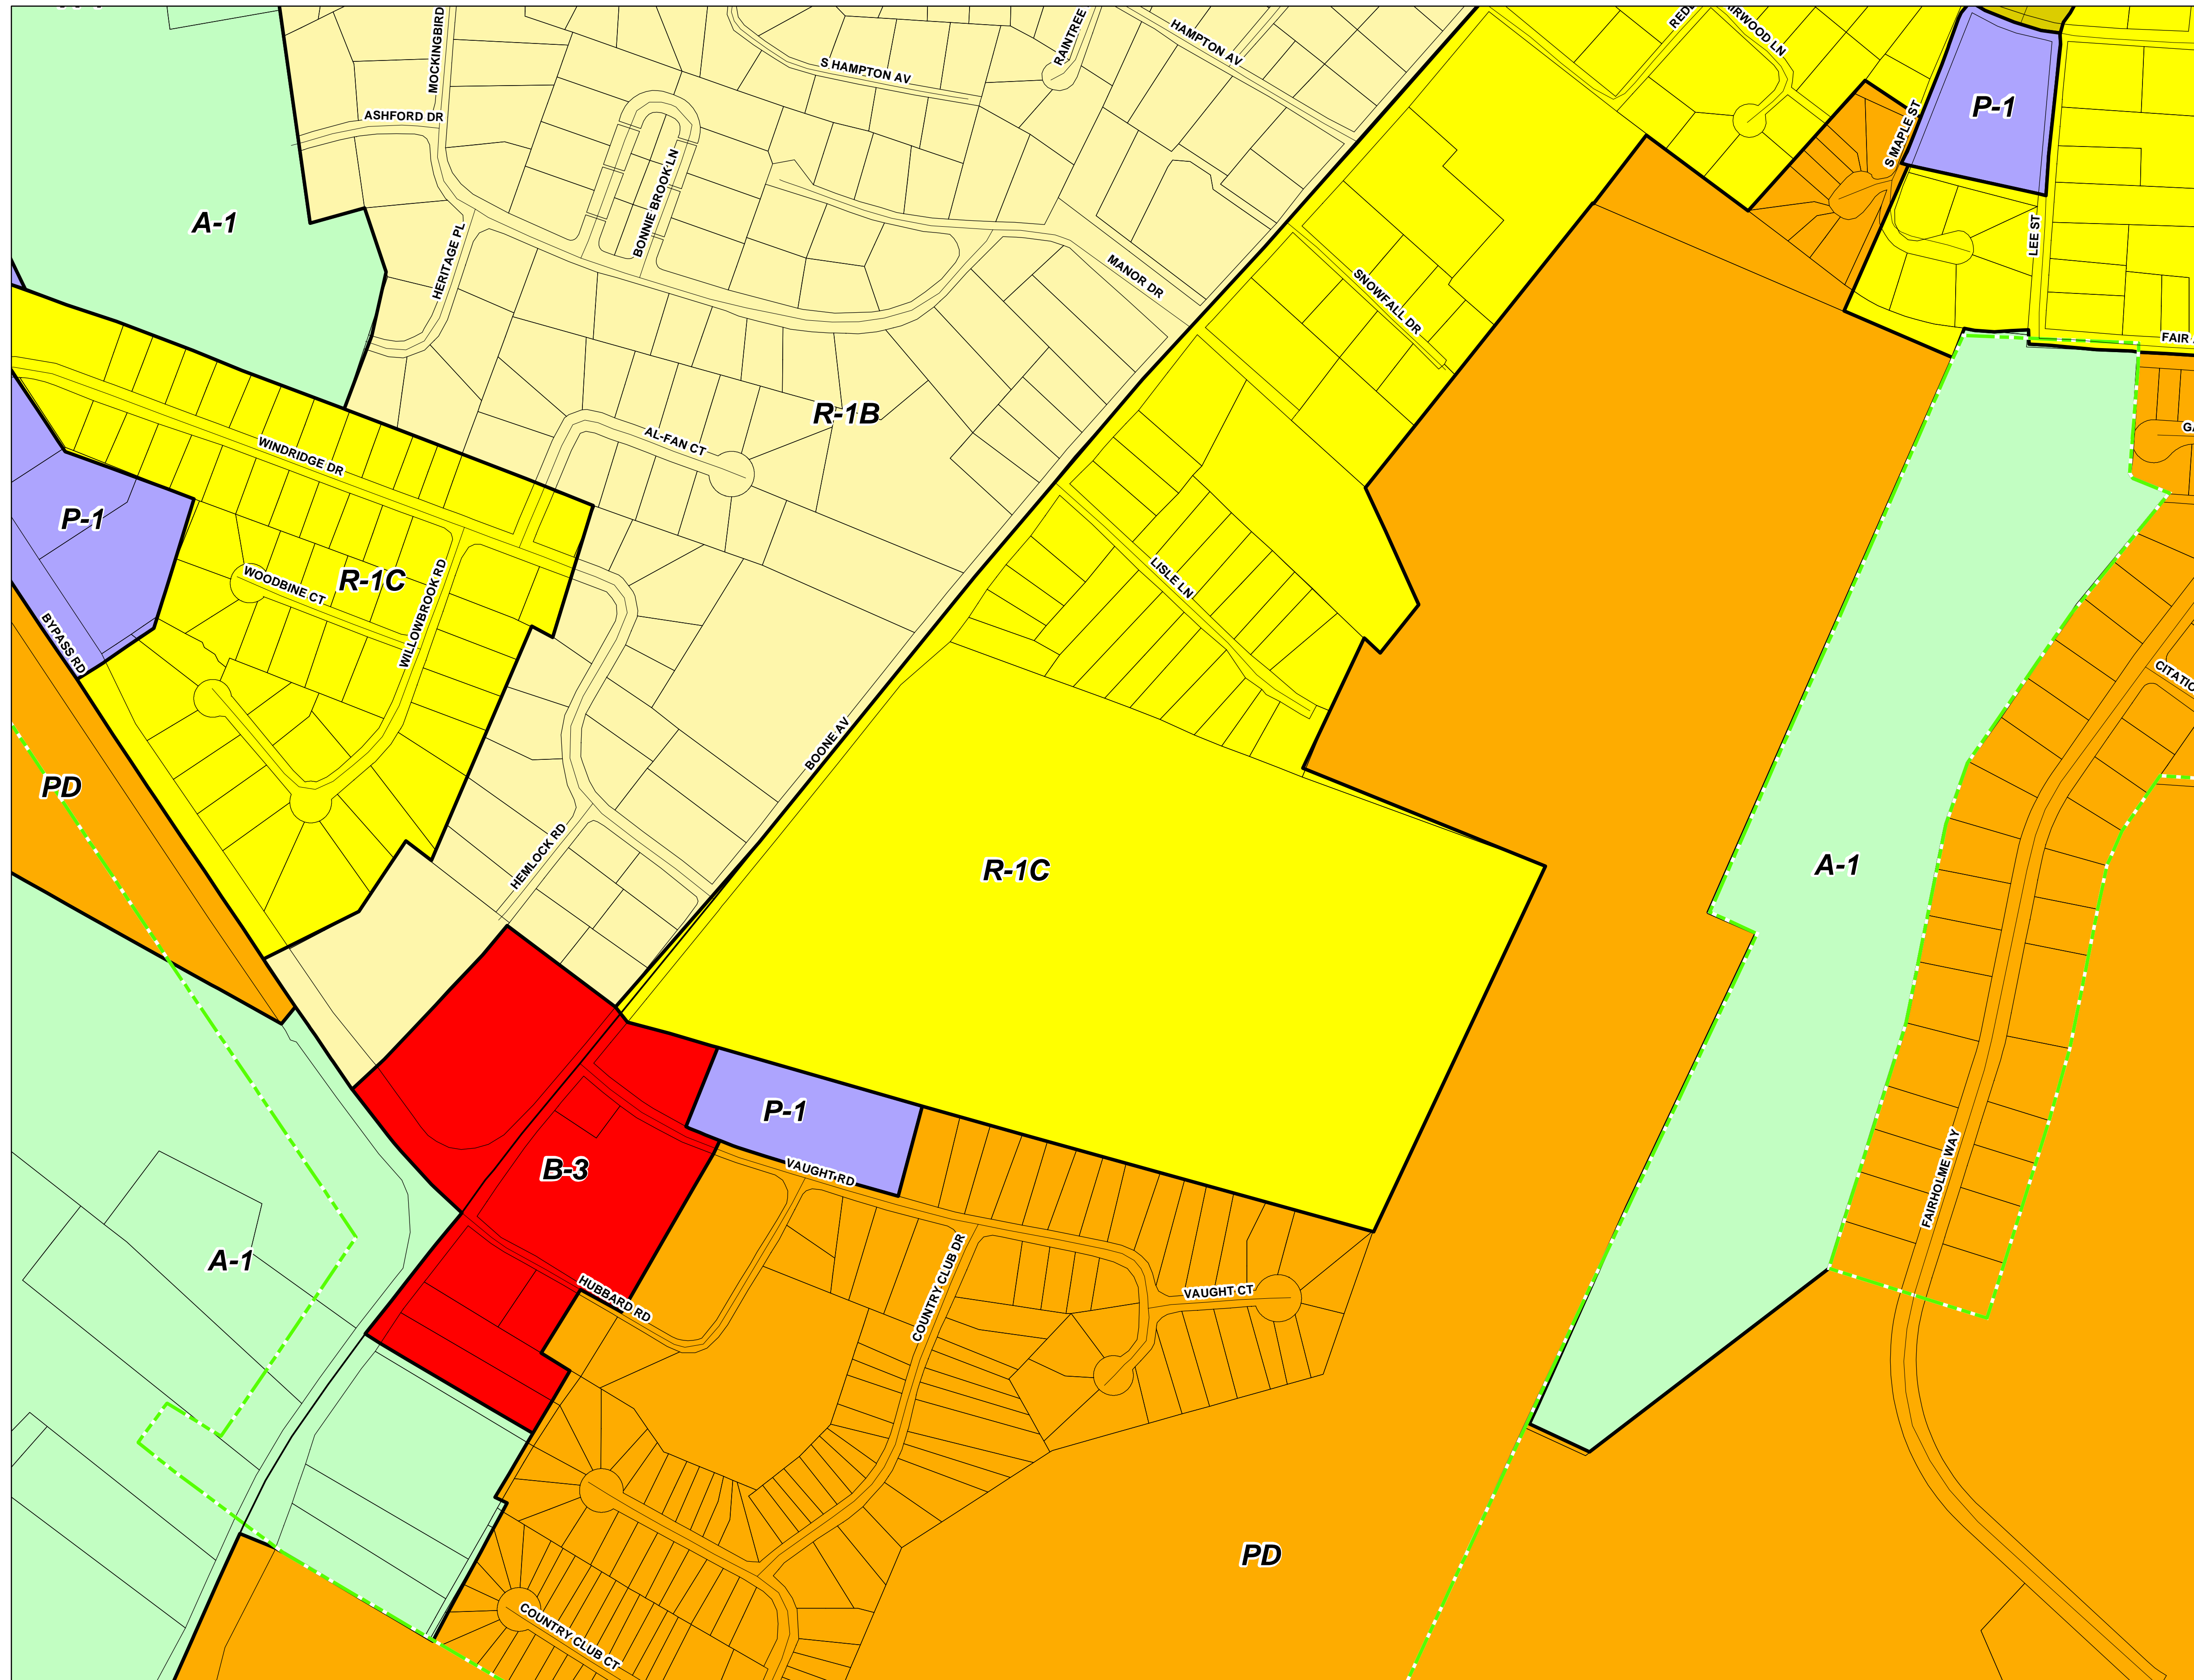 MOCKINGBIRD
S HAMPTON AV
RAINTREE
HAMPTON AV
P-1
ASHFORD DR
S MAPLE ST
A-1
BONNIE BROOK LN
HERITAGE PL
MANOR DR
LEE ST
SNOWFALL DR
FAIR
R-1B
AL-FAN CT
WINDRIDGE DR
P-1
R-1C
WOODBINE CT
WILLOWBROOK RD
LISLE LN
BYPASS RD
BOONE AV
PD
HEMLOCK RD
R-1C
A-1
P-1
B-3
VAUGHT RD
FAIRHOLME WAY
A-1
HUBBARD RD
COUNTRY CLUB DR
VAUGHT CT
PD
COUNTRY CLUB CT